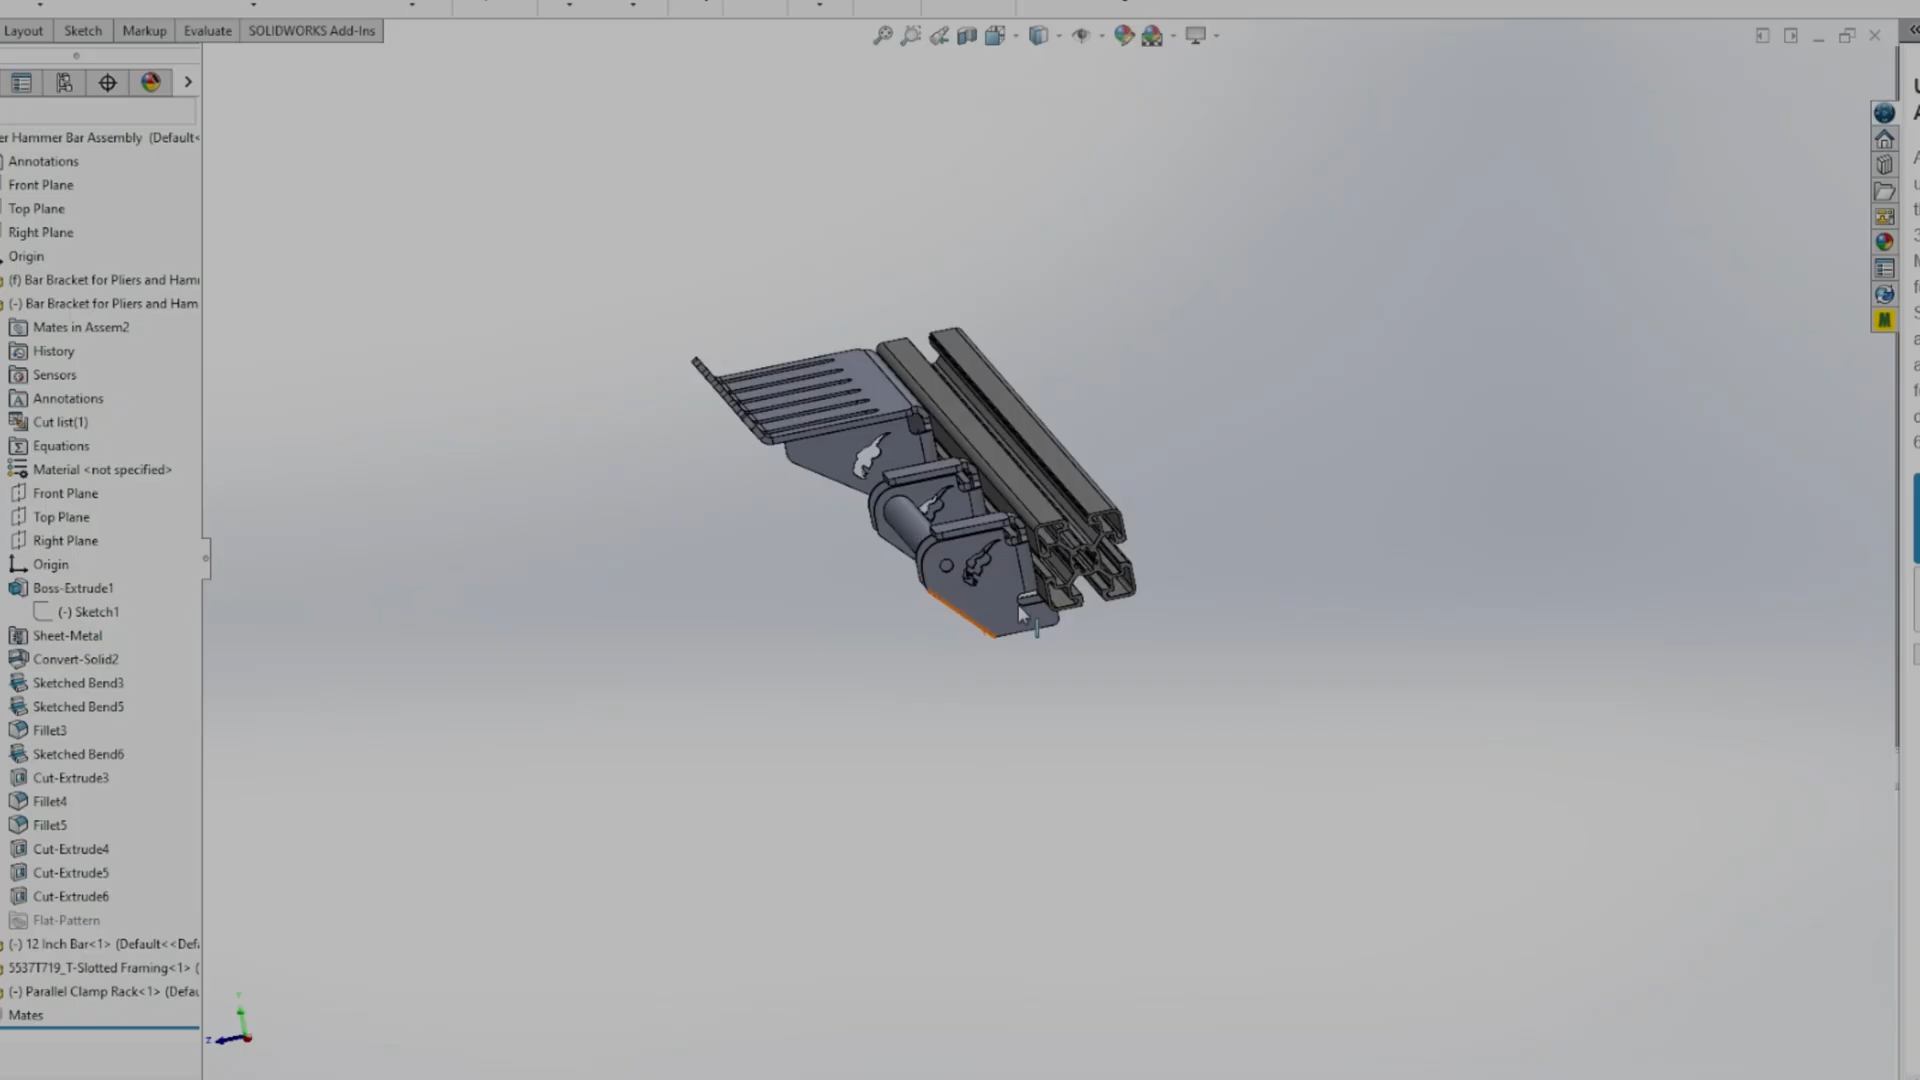 Layout Sketch Markup Evaluate SOLIDWORKS Add-Ins
er Hammer Bar Assembly (Default<
Annotations
Front Plane
Top Plane
Right Plane
Origin
(f) Bar Bracket for Pliers and Ham
(-) Bar Bracket for Pliers and Ham
Mates in Assem2
History
Sensors
Annotations
Cut list(1)
Equations
Material <not specified>
Front Plane
Top Plane
Right Plane
Origin
Boss-Extrude1
(-) Sketch1
Sheet-Metal
Convert-Solid2
Sketched Bend3
Sketched Bend5
Fillet3
Sketched Bend6
Cut-Extrude3
Fillet4
Fillet5
Cut-Extrude4
Cut-Extrude5
Cut-Extrude6
Flat-Pattern
(-) 12 Inch Bar<1> (Default<<Def
5537T719_T-Slotted Framing<1> (
(-) Parallel Clamp Rack<1> (Defau
Mates
M
Y
Z